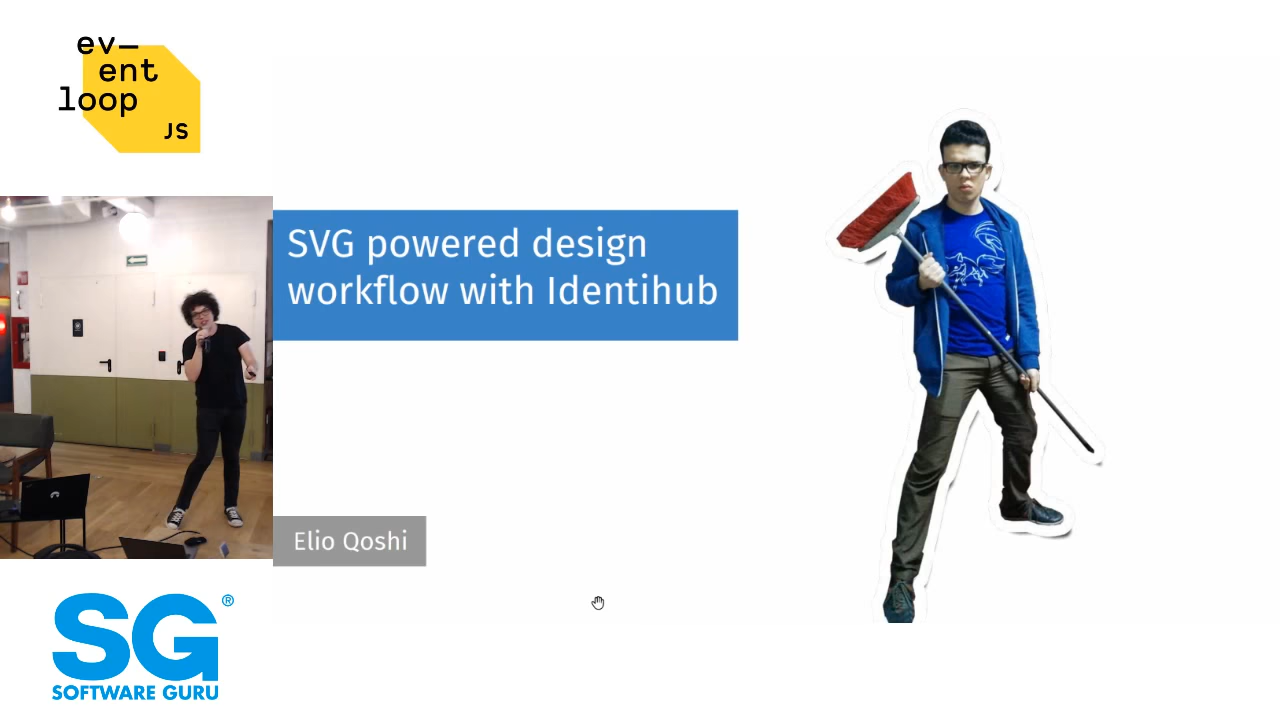 ev—
ent
loop
JS
SVG powered design
workflow with Identihub
Elio Qoshi
SG®
SOFTWARE GURU